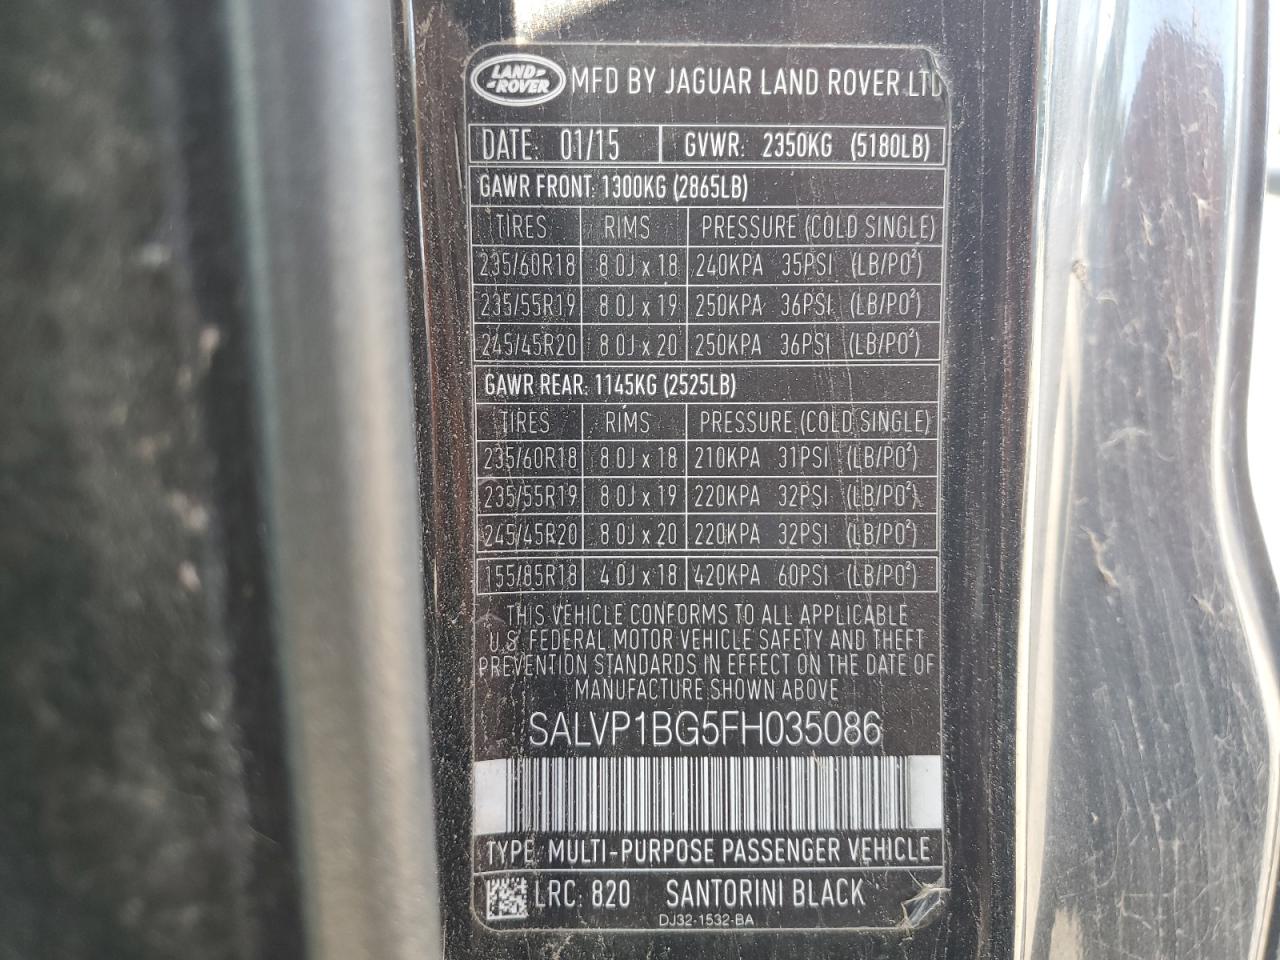 LAND-
-ROVER MFD BY JAGUAR LAND ROVER LTD
DATE: 01/15 GVWR: 2350KG (5180LB)
GAWR FRONT: 1300KG (2865LB)
TIRES RIMS PRESSURE (COLD SINGLE)
235/60R18 8.0J x 18 240KPA 35PSI (LB/PO²)
235/55R19 8.0J x 19 250KPA 36PSI (LB/PO²)
245/45R20 8.0J x 20 250KPA 36PSI (LB/PO²)
GAWR REAR: 1145KG (2525LB)
TIRES RIMS PRESSURE (COLD SINGLE)
235/60R18 8.0J x 18 210KPA 31PSI (LB/PO²)
235/55R19 8.0J x 19 220KPA 32PSI (LB/PO²)
245/45R20 8.0J x 20 220KPA 32PSI (LB/PO²)
155/85R18 4.0J x 18 420KPA 60PSI (LB/PO²)
THIS VEHICLE CONFORMS TO ALL APPLICABLE
U.S. FEDERAL MOTOR VEHICLE SAFETY AND THEFT
PREVENTION STANDARDS IN EFFECT ON THE DATE OF
MANUFACTURE SHOWN ABOVE
SALVP1BG5FH035086
TYPE: MULTI-PURPOSE PASSENGER VEHICLE
LRC: 820 SANTORINI BLACK
DJ32-1532-BA